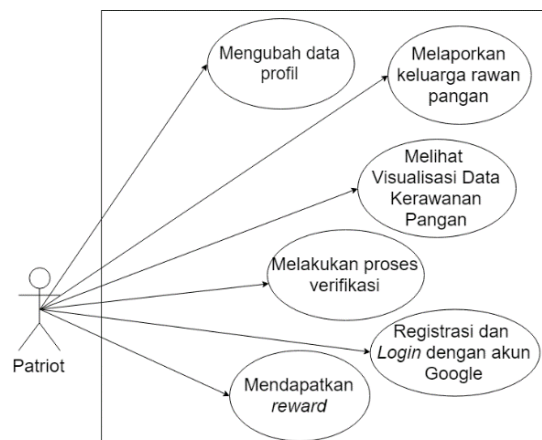 Mengubah data
profil
Melaporkan
keluarga rawan
pangan
Melihat
Visualisasi Data
Kerawanan
Pangan
Melakukan proses
verifikasi
Registrasi dan
Login dengan akun
Google
Mendapatkan
reward
Patriot